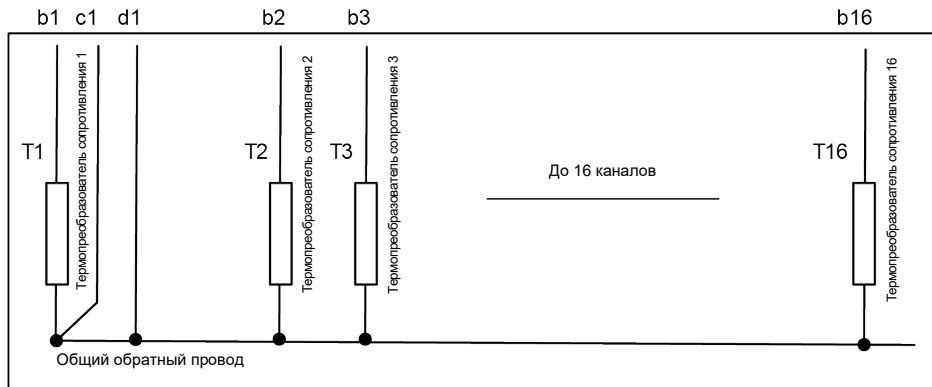 b1 c1 d1 b2 b3 b16
Термопреобразователь сопротивления 1
Термопреобразователь сопротивления 2
Термопреобразователь сопротивления 3
Термопреобразователь сопротивления 16
T1 T2 T3 T16
До 16 каналов
Общий обратный провод